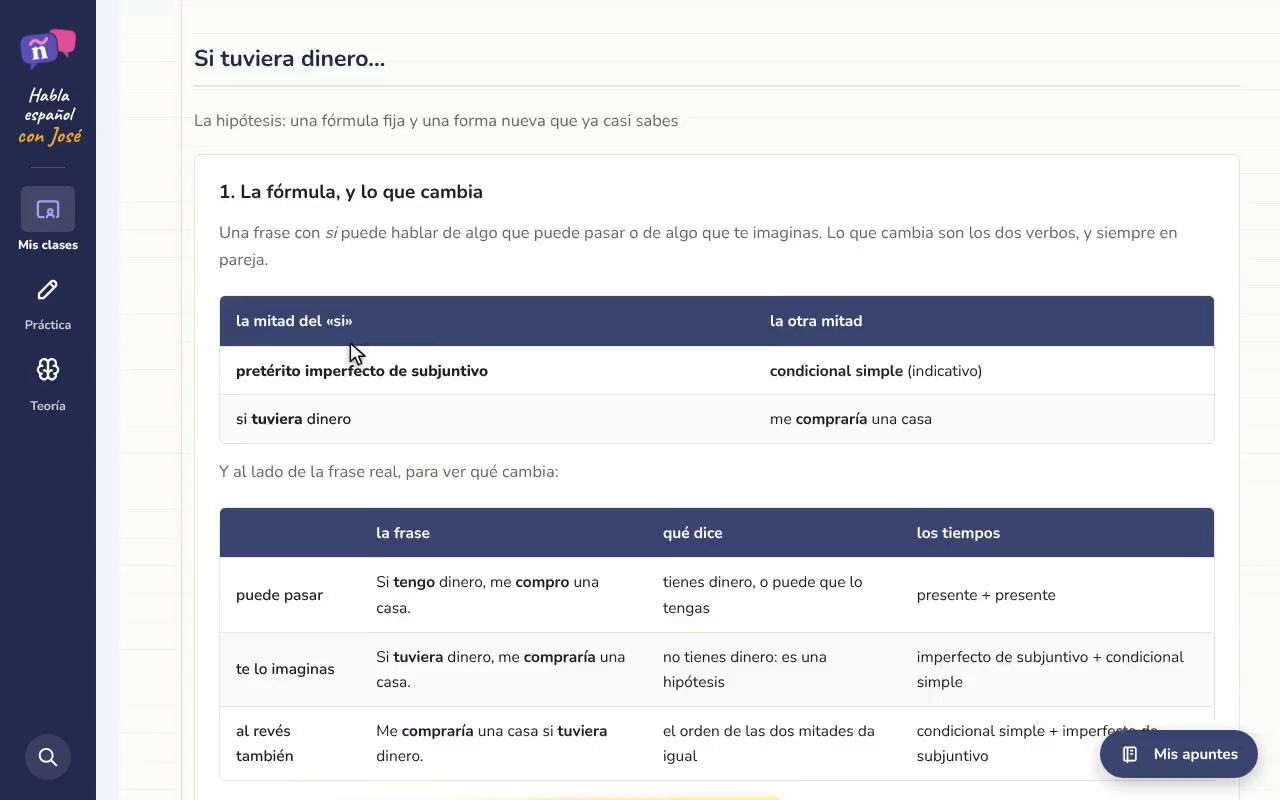 ñ
Habla
español
con José
Mis clases
Práctica
Teoría
Si tuviera dinero...
La hipótesis: una fórmula fija y una forma nueva que ya casi sabes
1. La fórmula, y lo que cambia
Una frase con si puede hablar de algo que puede pasar o de algo que te imaginas. Lo que cambia son los dos verbos, y siempre en
pareja.
la mitad del «si» la otra mitad
pretérito imperfecto de subjuntivo condicional simple (indicativo)
si tuviera dinero me compraría una casa
Y al lado de la frase real, para ver qué cambia:
la frase qué dice los tiempos
puede pasar
Si tengo dinero, me compro una
casa.
tienes dinero, o puede que lo
tengas
presente + presente
te lo imaginas
Si tuviera dinero, me compraría una
casa.
no tienes dinero: es una
hipótesis
imperfecto de subjuntivo + condicional
simple
al revés
también
Me compraría una casa si tuviera
dinero.
el orden de las dos mitades da
igual
condicional simple + imperfecto de
subjuntivo
Mis apuntes